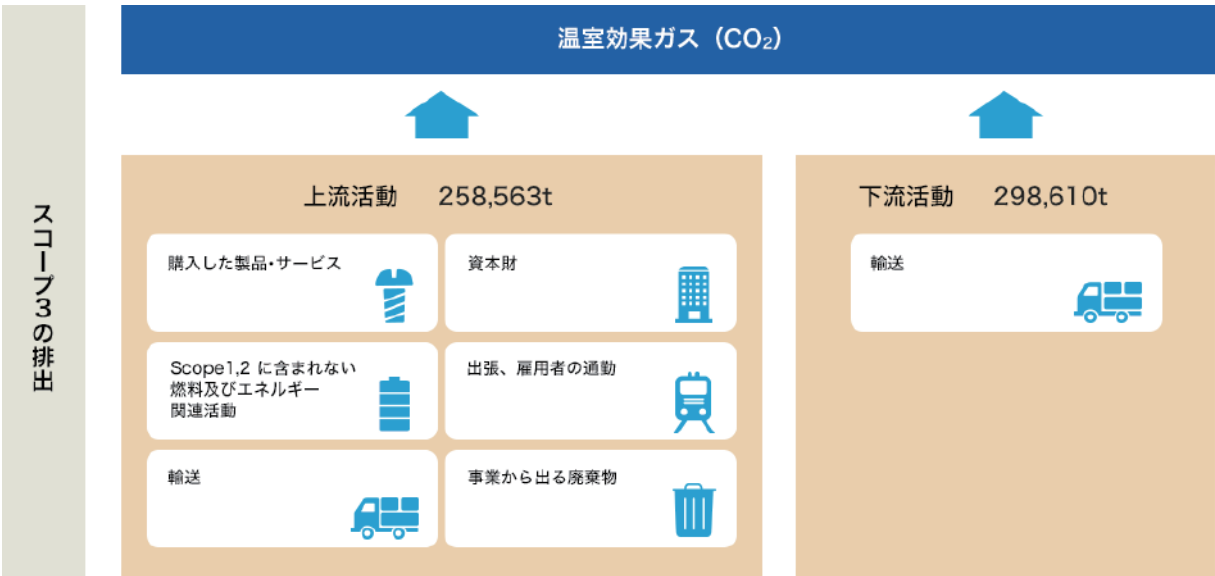 温室効果ガス（CO₂）
スコープ3の排出
上流活動 258,563t
購入した製品・サービス
資本財
Scope1,2 に含まれない
燃料及びエネルギー
関連活動
出張、雇用者の通勤
輸送
事業から出る廃棄物
下流活動 298,610t
輸送